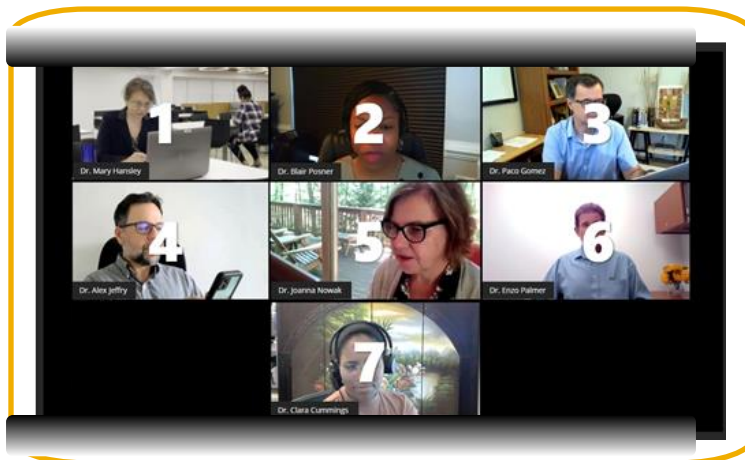 1
2
3
Dr. Mary Hansley
Dr. Blair Posner
Dr. Paco Gomez
4
5
6
Dr. Alex Jeffry
Dr. Joanna Nowak
Dr. Enzo Palmer
7
Dr. Clara Cummings